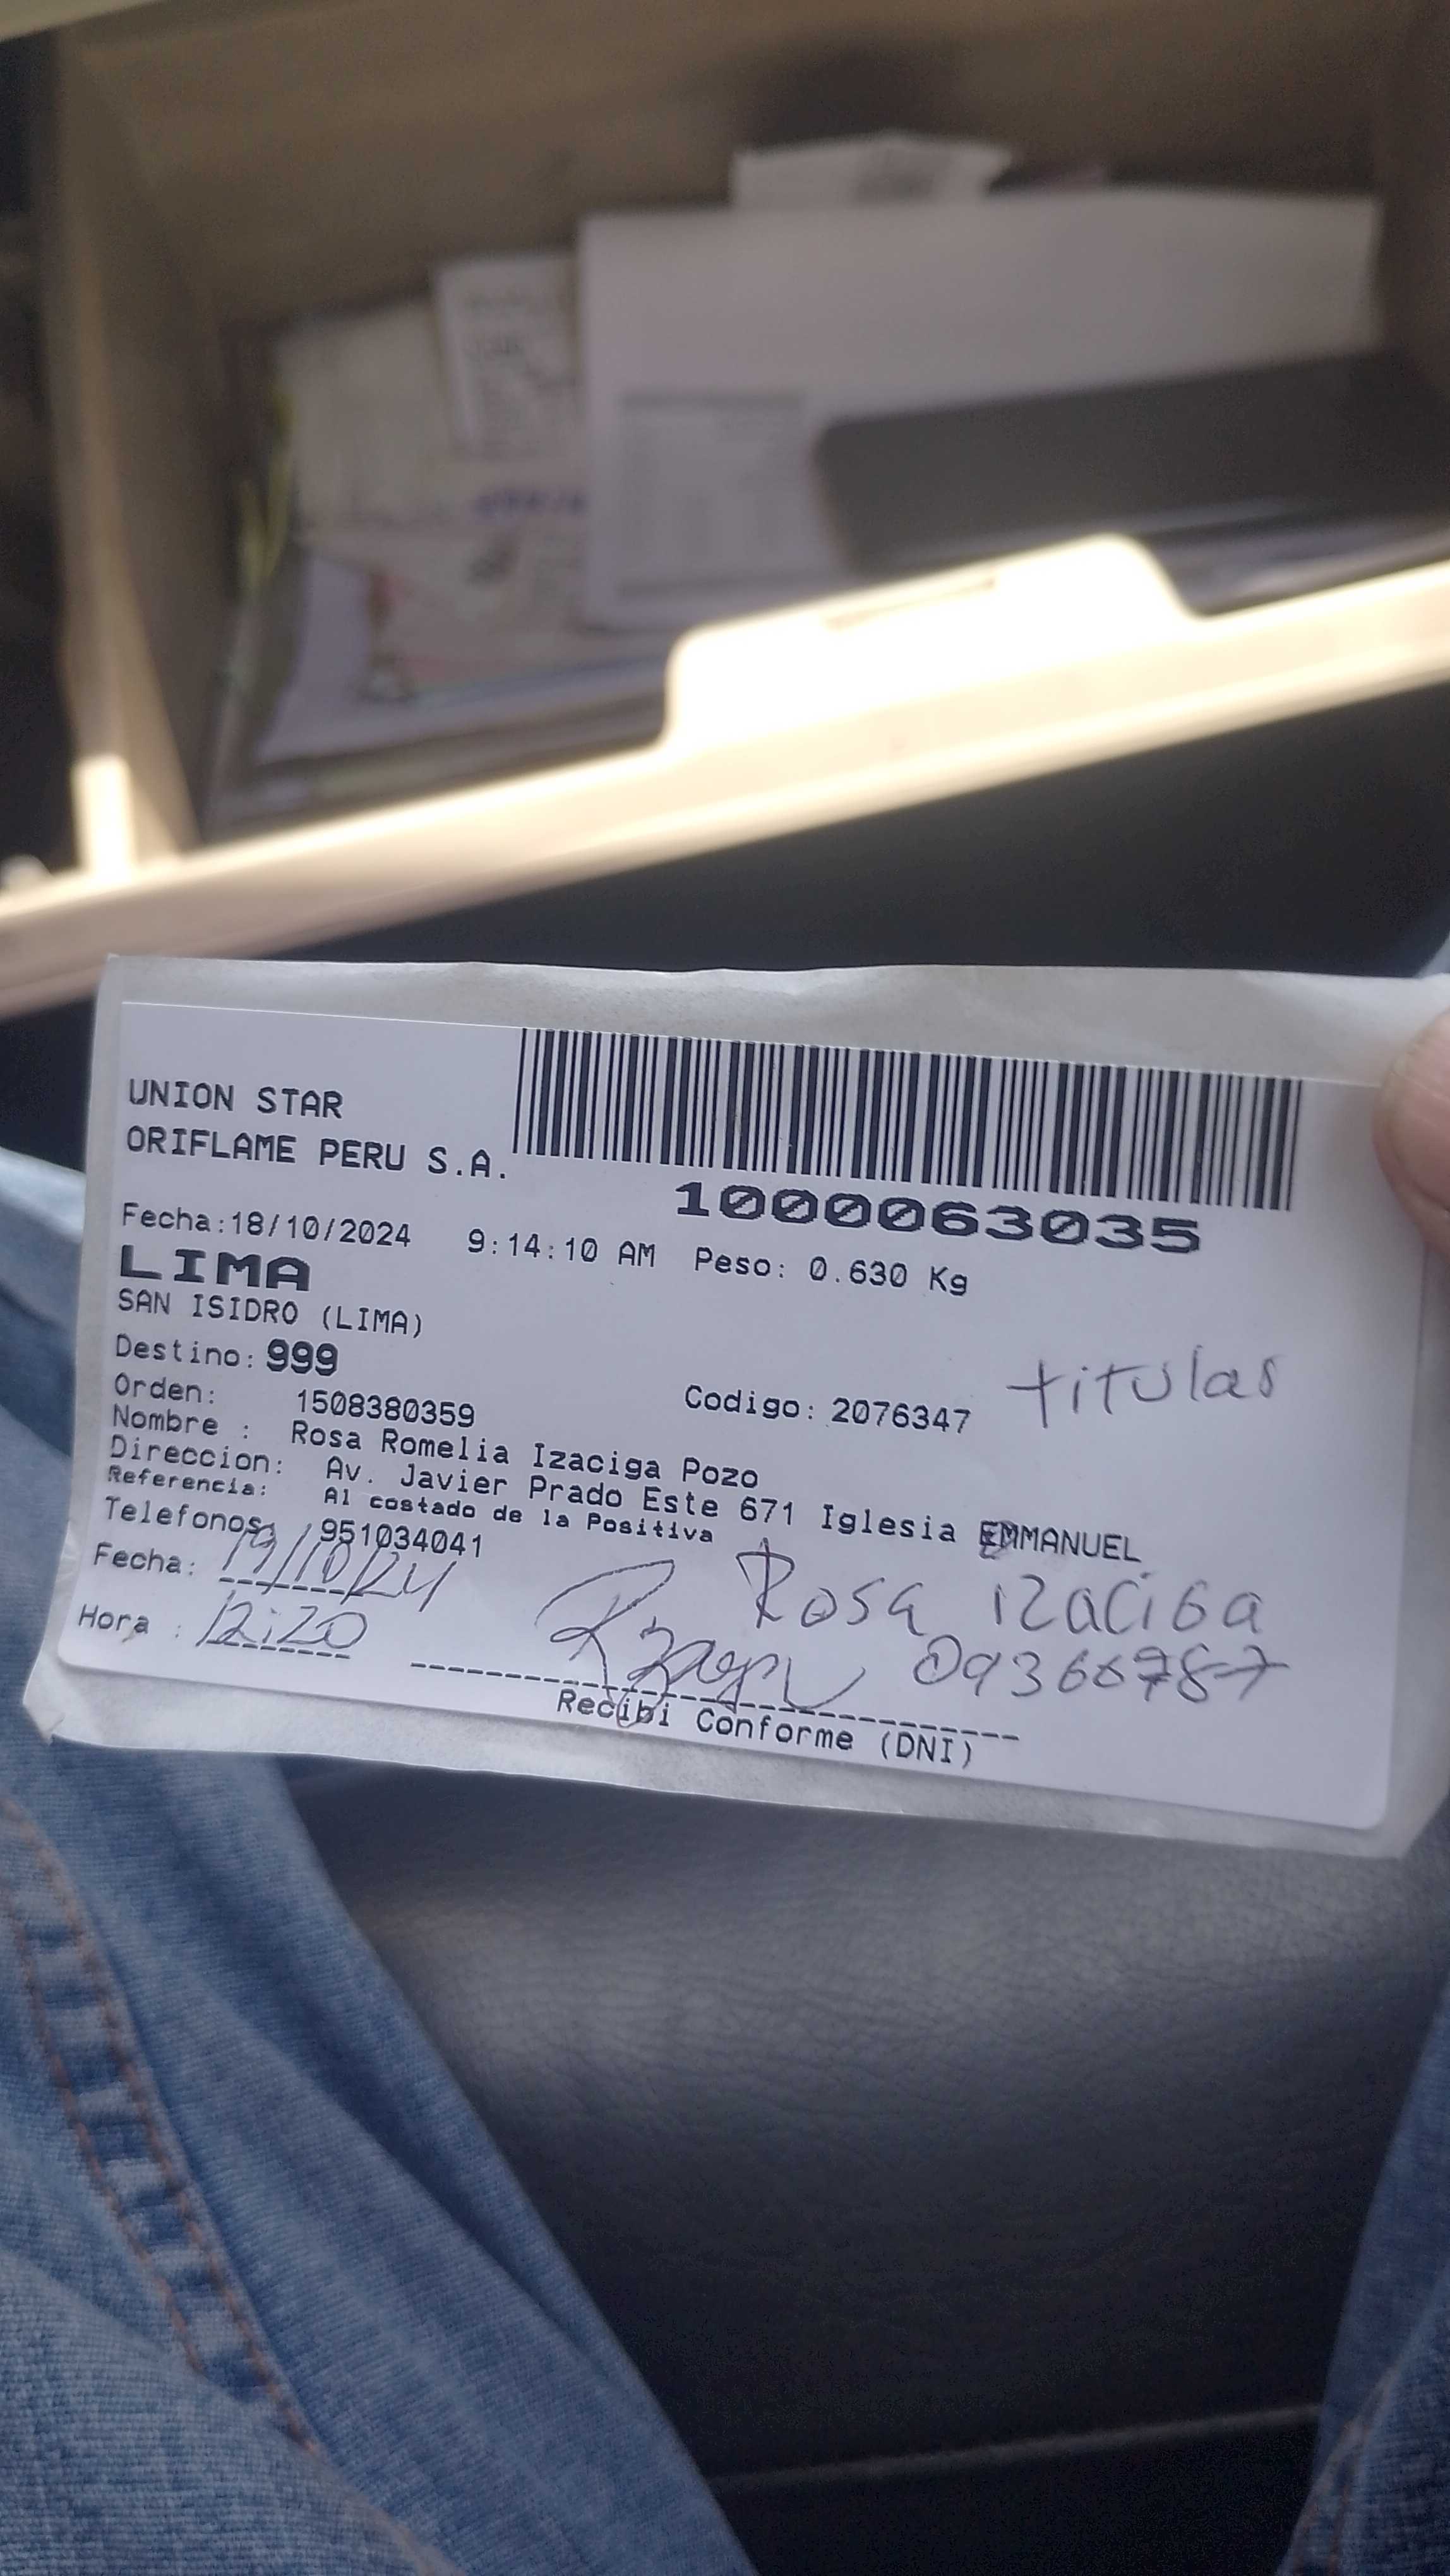 UNION STAR
ORIFLAME PERU S.A.
1000063035
Fecha:18/10/2024 9:14:10 AM Peso: 0.630 Kg
LIMA
SAN ISIDRO (LIMA)
Destino: 999
Orden: 1508380359 Codigo: 2076347 titular
Nombre : Rosa Romelia Izaciga Pozo
Direccion: Av. Javier Prado Este 671 Iglesia EMMANUEL
Referencia: Al costado de la Positiva
Telefonos 951034041
Fecha: 19/10/24 Rosa izaciga
Hora : 12:20 09366787
Recibi Conforme (DNI)